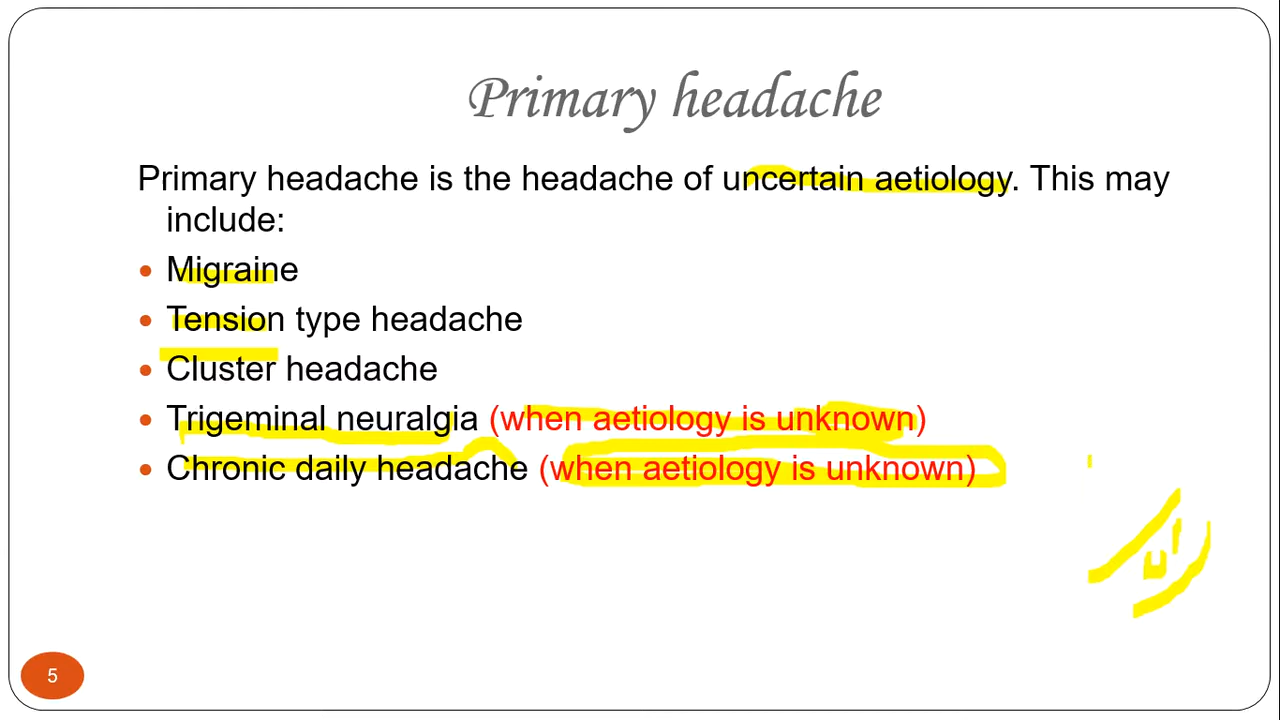 Primary headache
Primary headache is the headache of uncertain aetiology. This may
include:
• Migraine
• Tension type headache
• Cluster headache
• Trigeminal neuralgia (when aetiology is unknown)
• Chronic daily headache (when aetiology is unknown)
5